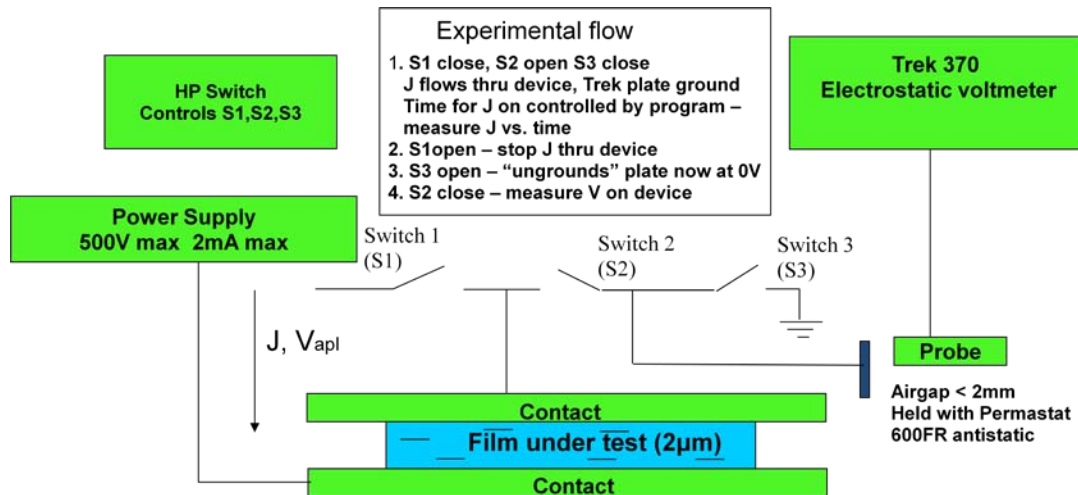 Experimental flow
1. S1 close, S2 open S3 close
J flows thru device, Trek plate ground
Time for J on controlled by program –
measure J vs. time
2. S1open – stop J thru device
3. S3 open – “ungrounds” plate now at 0V
4. S2 close – measure V on device
HP Switch
Controls S1,S2,S3
Trek 370
Electrostatic voltmeter
Power Supply
500V max 2mA max
Switch 1
(S1)
Switch 2
(S2)
Switch 3
(S3)
J, Vapl
Probe
Airgap < 2mm
Held with Permastat
600FR antistatic
Contact
Film under test (2μm)
Contact